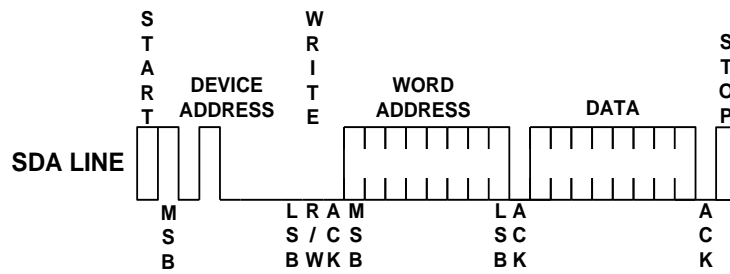 START
WRITE
STOP
DEVICE
ADDRESS
WORD
ADDRESS
DATA
SDA LINE
MSB
LSB
R/W
ACK
MSB
LSB
ACK
ACK